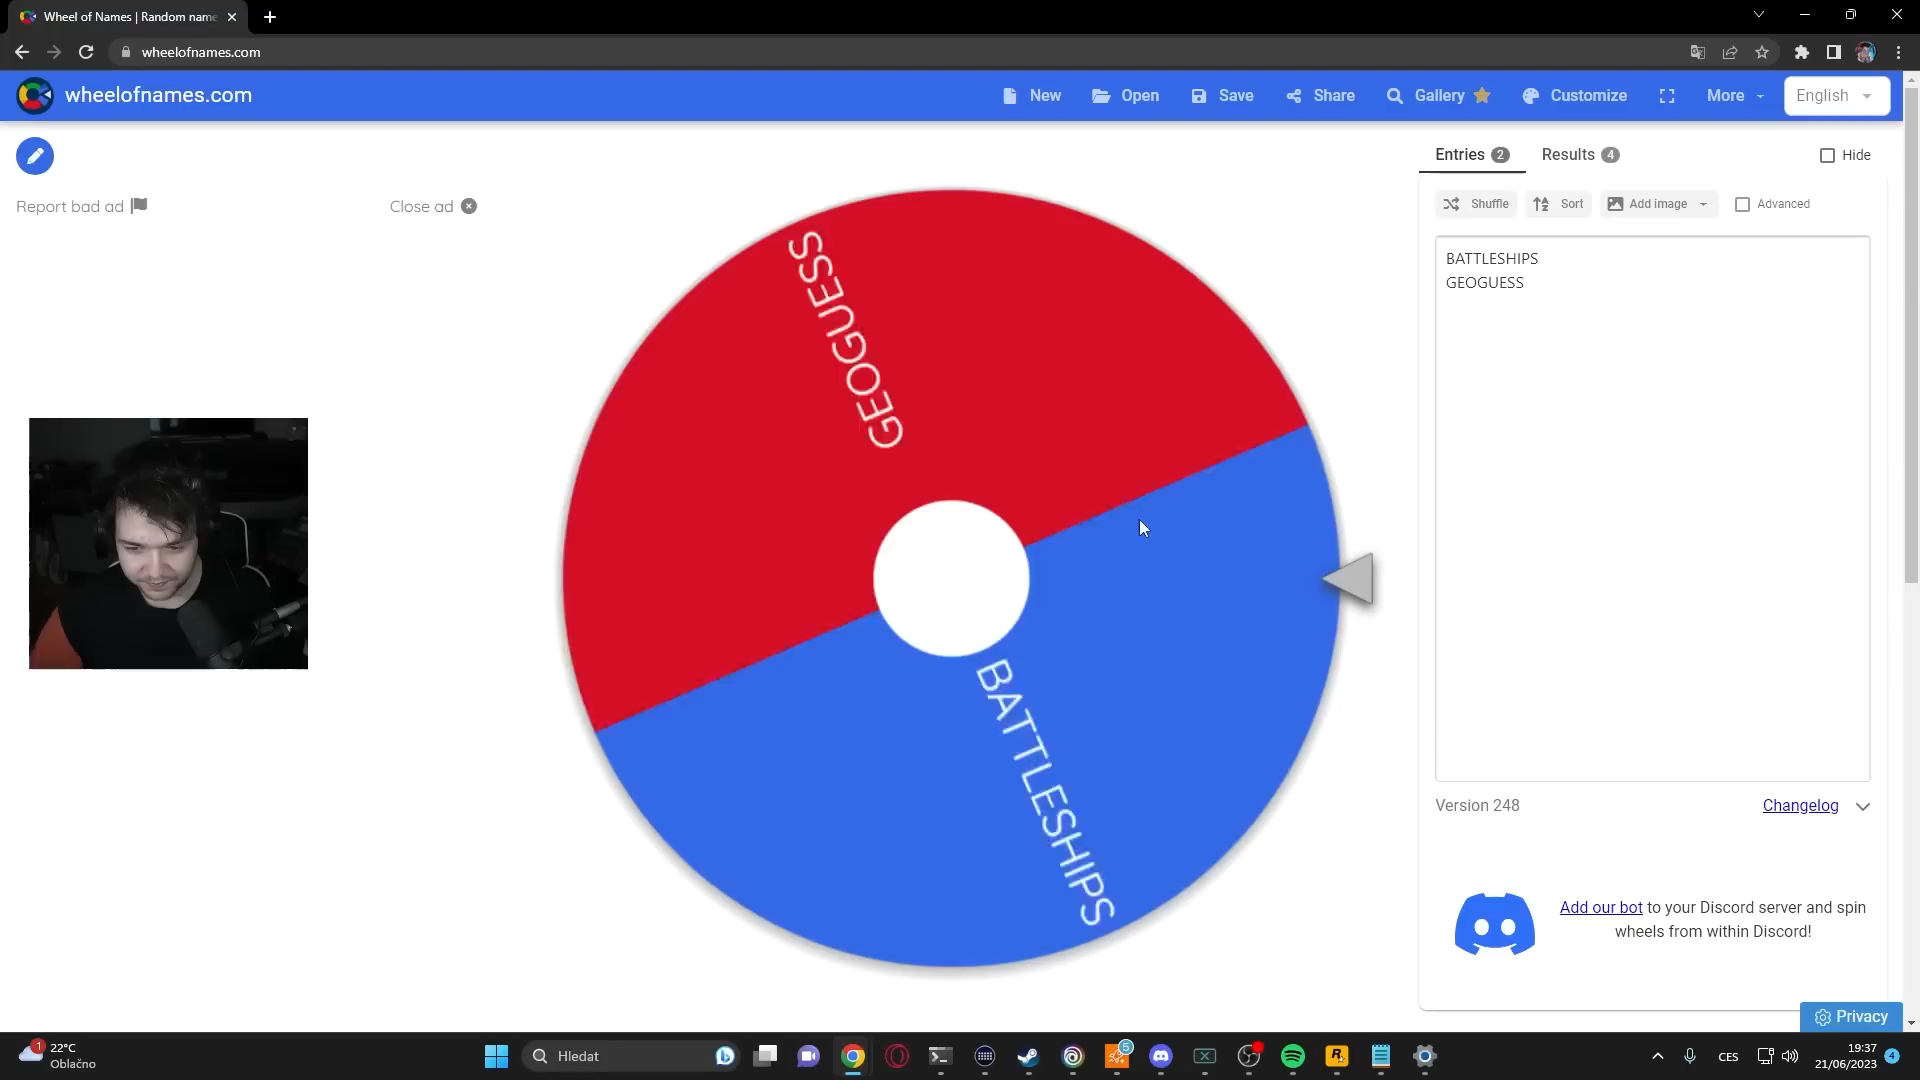 Wheel of Names | Random name
wheelofnames.com
wheelofnames.com
New
Open
Save
Share
Gallery
Customize
More
English
Report bad ad
Close ad
Entries 2
Results 4
Hide
Shuffle
Sort
Add image
Advanced
BATTLESHIPS
GEOGUESS
GEOGUESS
BATTLESHIPS
Version 248
Changelog
Add our bot to your Discord server and spin
wheels from within Discord!
Privacy
1
22°C
Oblačno
Hledat
5
CES
19:37
21/06/2023
4